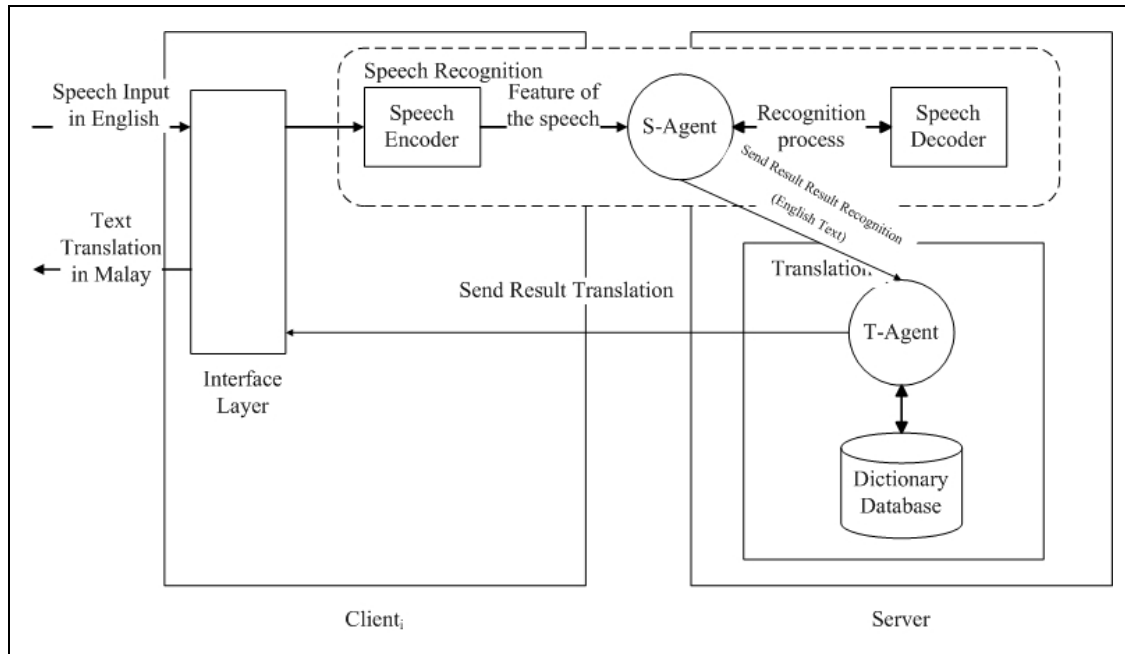 Speech Recognition
Speech Input
in English
Speech
Encoder
Feature of
the speech
S-Agent
Recognition
process
Speech
Decoder
Send Result Result Recognition
(English Text)
Text
Translation
in Malay
Translation
Send Result Translation
T-Agent
Interface
Layer
Dictionary
Database
Clientᵢ
Server